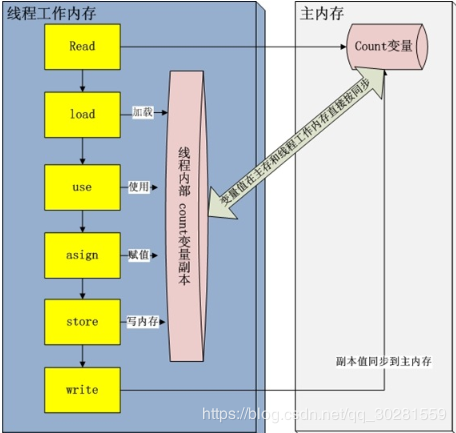 线程工作内存
主内存
Read
Count变量
load
加载
use
使用
asign
赋值
store
写内存
write
线程内部count变量副本
变量值在主存和线程工作内存直接按同步
副本值同步到主内存
https://blog.csdn.net/qq_30281559